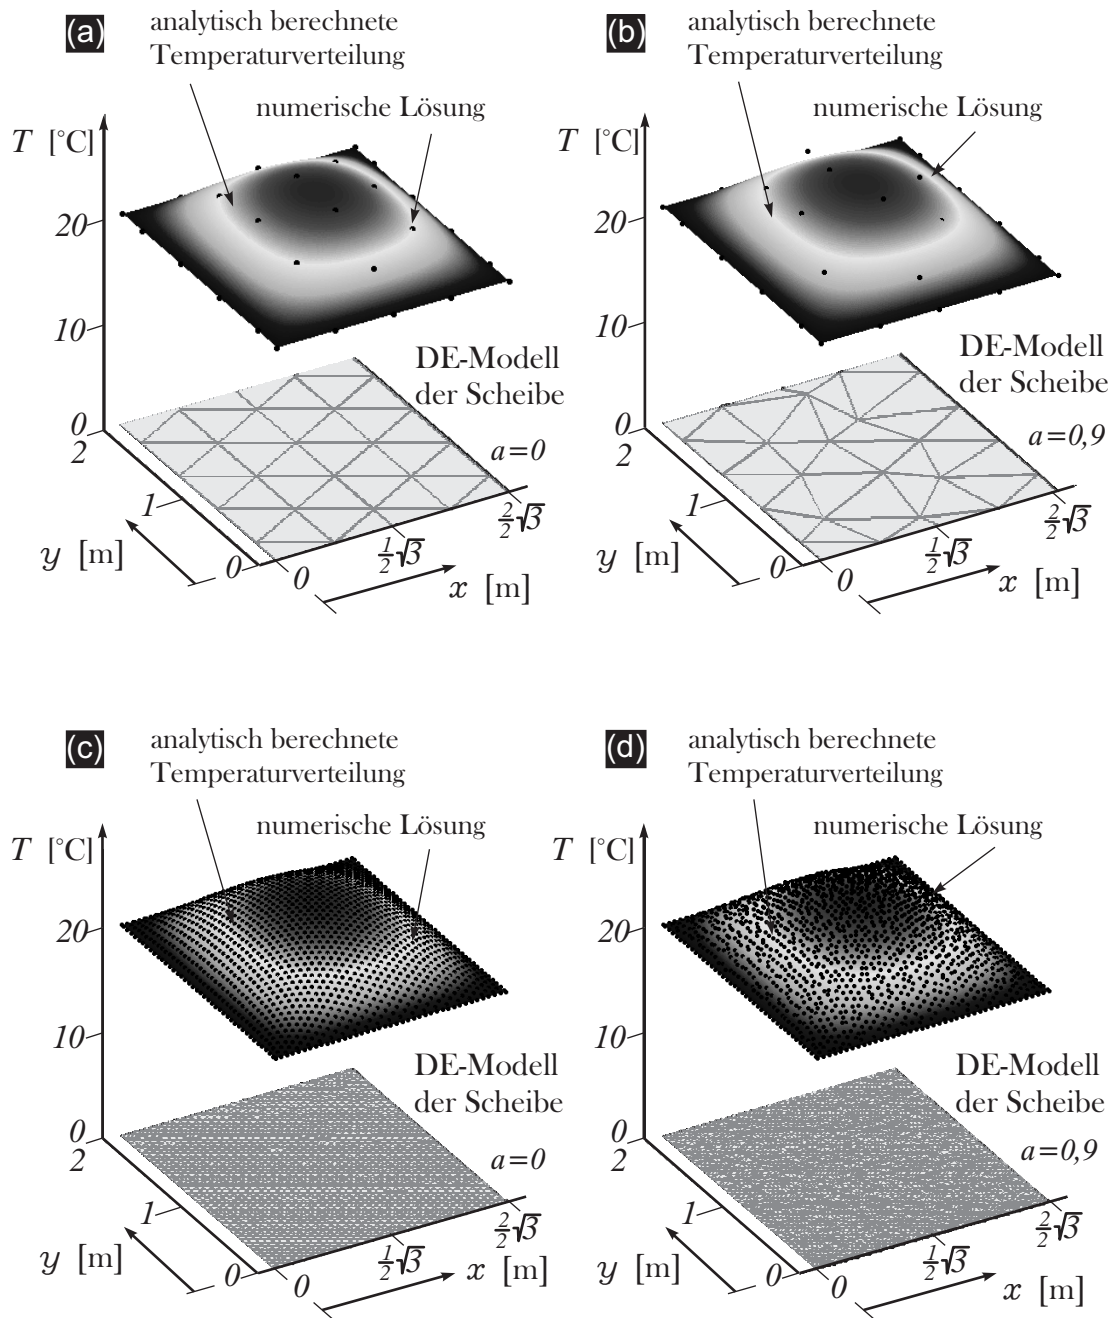 (a)
analytisch berechnete
Temperaturverteilung
numerische Lösung
T [°C]
20
10
0
DE-Modell
der Scheibe
a=0
2
1
0
y [m]
0
½√3
2/2√3
x [m]
(b)
analytisch berechnete
Temperaturverteilung
numerische Lösung
T [°C]
20
10
0
DE-Modell
der Scheibe
a=0,9
2
1
0
y [m]
0
½√3
2/2√3
x [m]
(c)
analytisch berechnete
Temperaturverteilung
numerische Lösung
T [°C]
20
10
0
DE-Modell
der Scheibe
a=0
2
1
0
y [m]
0
½√3
2/2√3
x [m]
(d)
analytisch berechnete
Temperaturverteilung
numerische Lösung
T [°C]
20
10
0
DE-Modell
der Scheibe
a=0,9
2
1
0
y [m]
0
½√3
2/2√3
x [m]